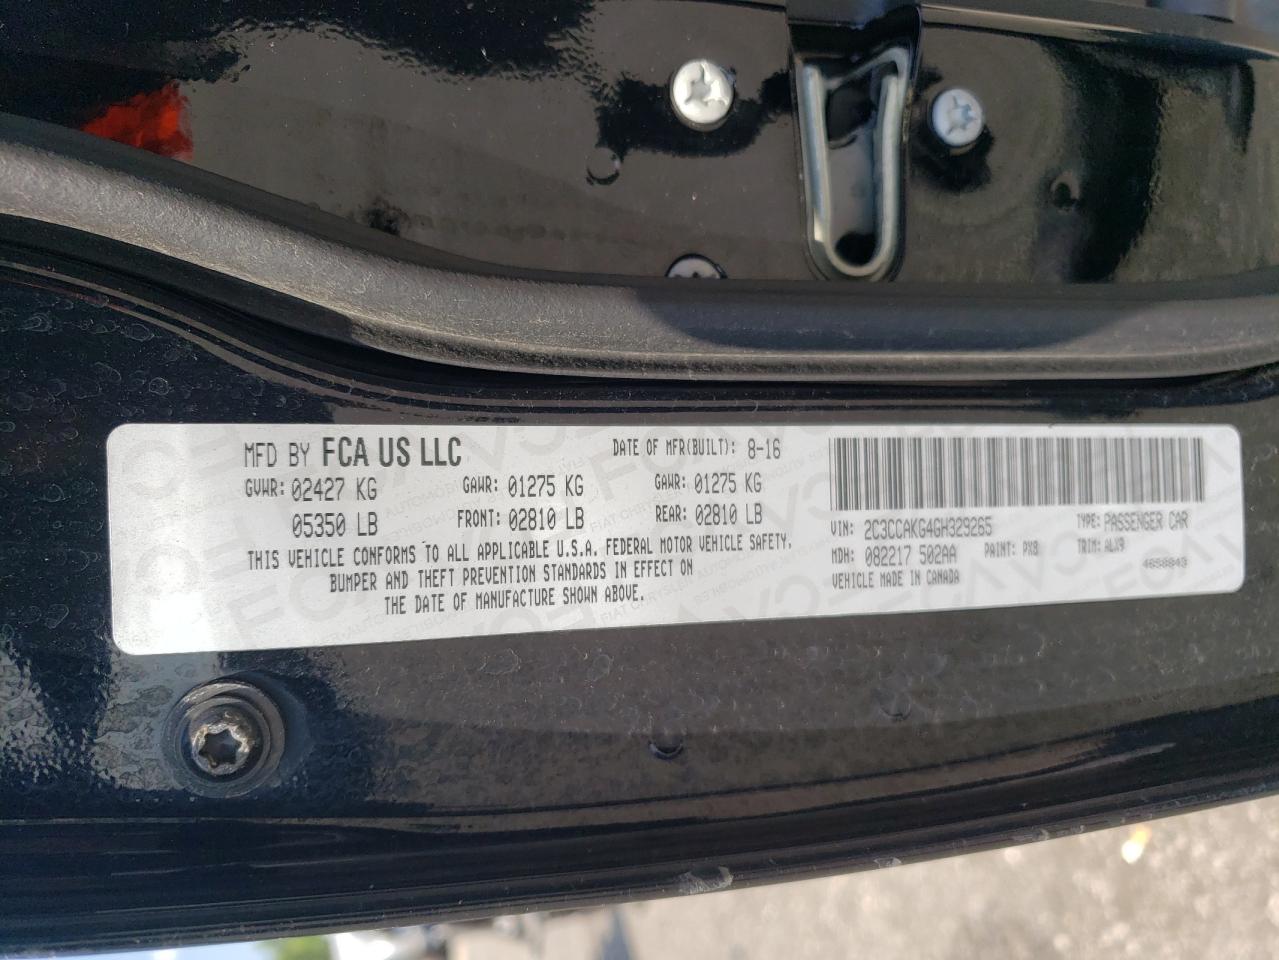 MFD BY FCA US LLC DATE OF MFR(BUILT): 8-16
GVWR: 02427 KG GAWR: 01275 KG GAWR: 01275 KG
05350 LB FRONT: 02810 LB REAR: 02810 LB
THIS VEHICLE CONFORMS TO ALL APPLICABLE U.S.A. FEDERAL MOTOR VEHICLE SAFETY,
BUMPER AND THEFT PREVENTION STANDARDS IN EFFECT ON
THE DATE OF MANUFACTURE SHOWN ABOVE.
VIN: 2C3CCAKG4GH329265 TYPE: PASSENGER CAR
MDH: 082217 502AA PAINT: PX8 TRIM: ALX9
VEHICLE MADE IN CANADA 4658843